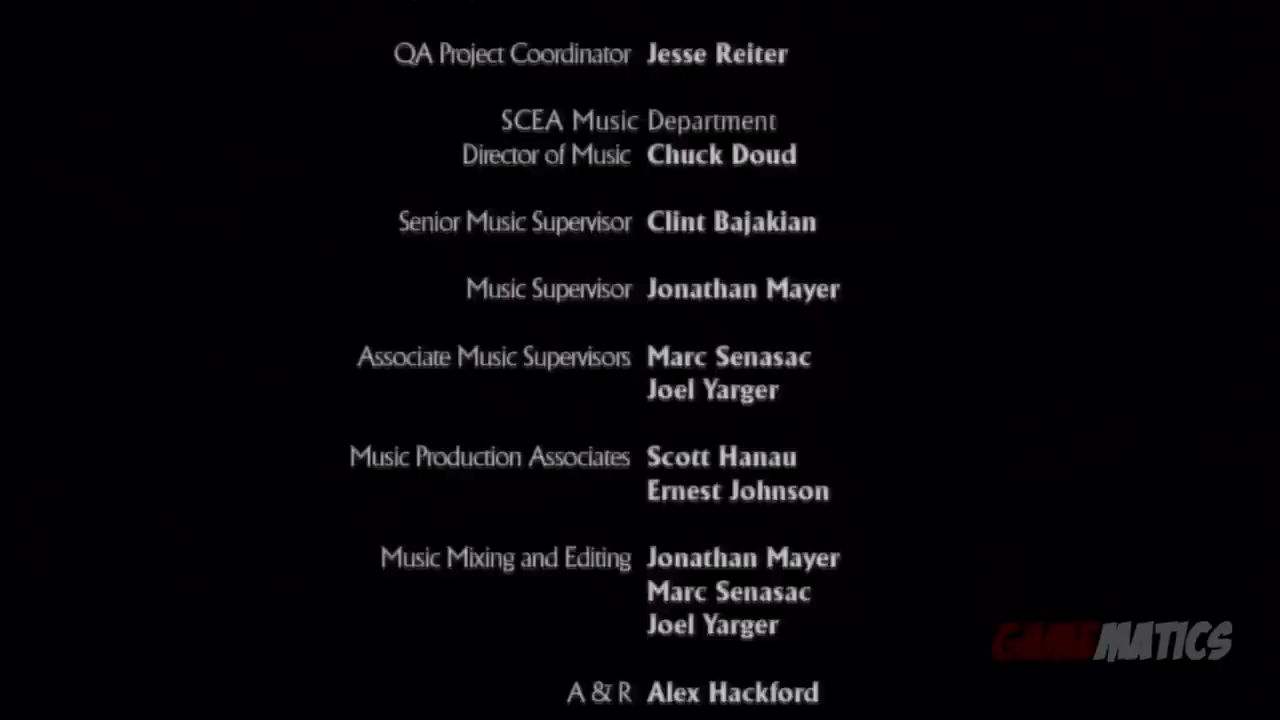 QA Project Coordinator Jesse Reiter
SCEA Music Department
Director of Music Chuck Doud
Senior Music Supervisor Clint Bajakian
Music Supervisor Jonathan Mayer
Associate Music Supervisors Marc Senasac
Joel Yarger
Music Production Associates Scott Hanau
Ernest Johnson
Music Mixing and Editing Jonathan Mayer
Marc Senasac
Joel Yarger
GAMEMATICS
A & R Alex Hackford